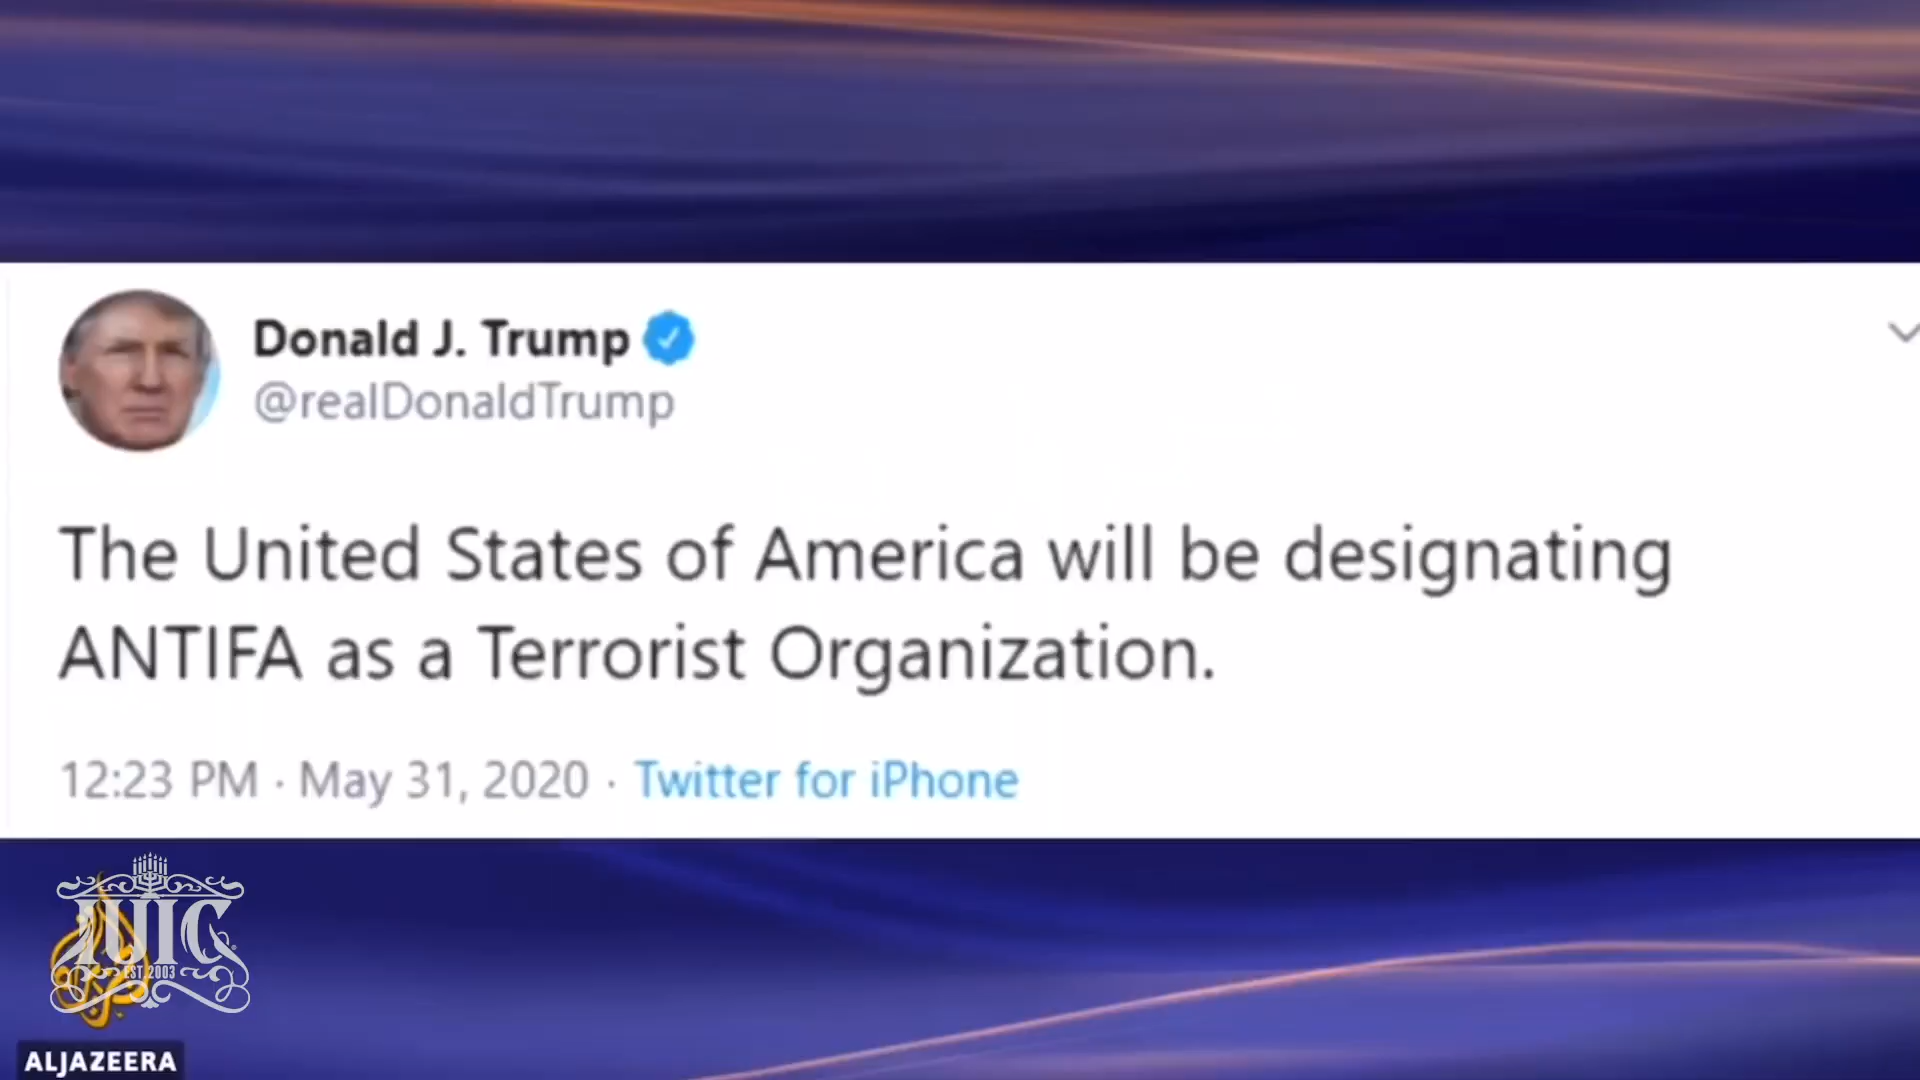 Donald J. Trump
@realDonaldTrump
The United States of America will be designating
ANTIFA as a Terrorist Organization.
12:23 PM · May 31, 2020 · Twitter for iPhone
IUIC
EST. 2003
ALJAZEERA